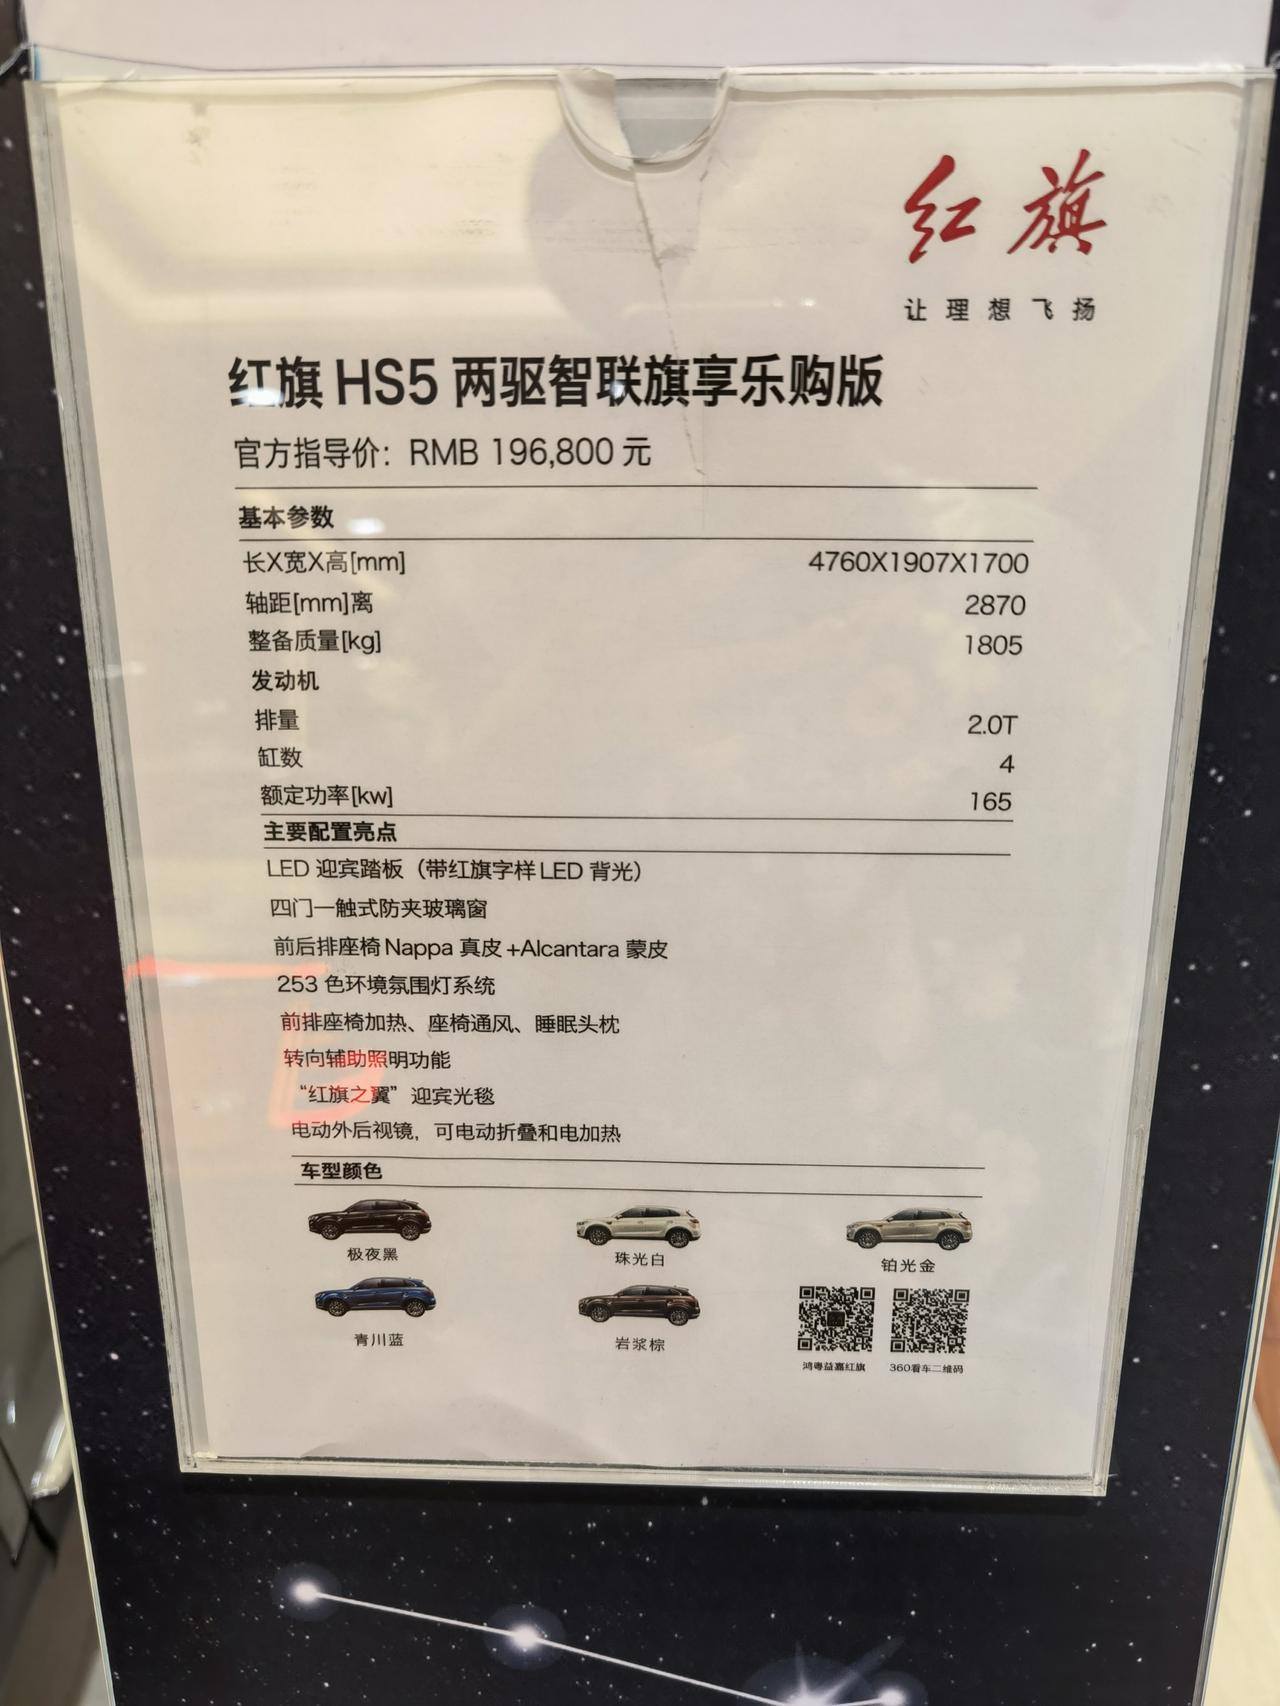 红旗
让理想飞扬
红旗 HS5 两驱智联旗享乐购版
官方指导价：RMB 196,800 元
基本参数
长X宽X高[mm] 4760X1907X1700
轴距[mm]离 2870
整备质量[kg] 1805
发动机
排量 2.0T
缸数 4
额定功率[kw] 165
主要配置亮点
LED 迎宾踏板（带红旗字样 LED 背光）
四门一触式防夹玻璃窗
前后排座椅 Nappa 真皮 +Alcantara 蒙皮
253 色环境氛围灯系统
前排座椅加热、座椅通风、睡眠头枕
转向辅助照明功能
“红旗之翼” 迎宾光毯
电动外后视镜，可电动折叠和电加热
车型颜色
极夜黑 珠光白 铂光金
青川蓝 岩浆棕
鸿粤益嘉红旗 360看车二维码